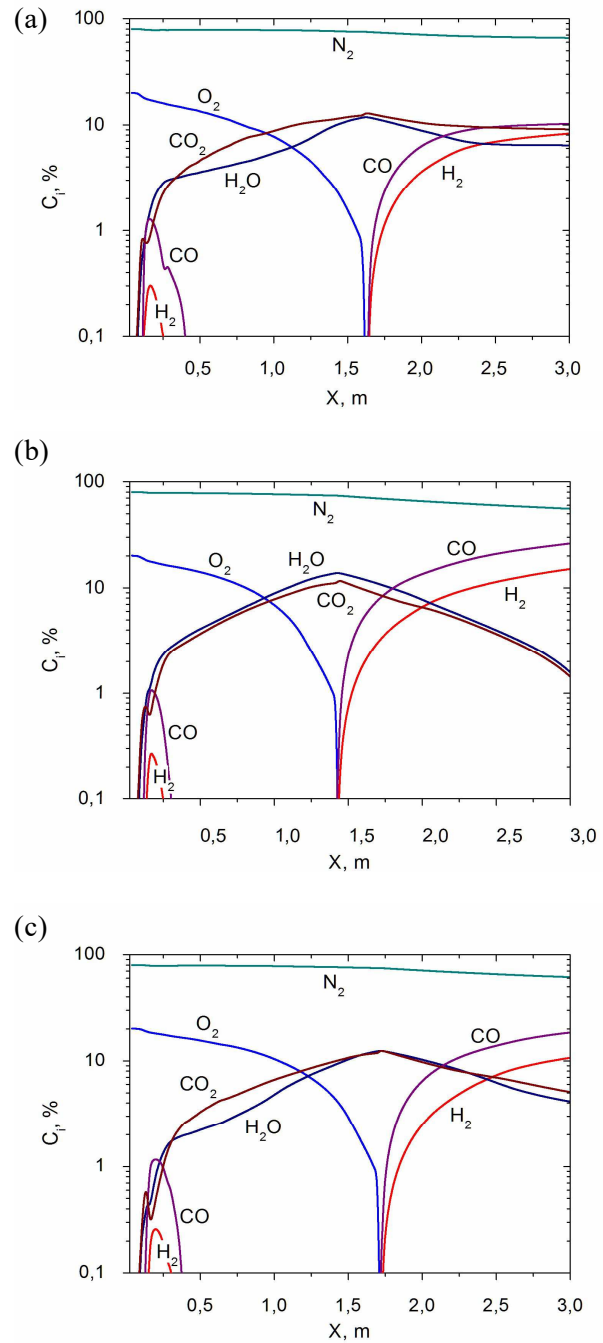 (a)
100
N₂
O₂
10
CO₂
CO
H₂
H₂O
Cᵢ, %
1
CO
H₂
0,1
0,5 1,0 1,5 2,0 2,5 3,0
X, m
(b)
100
N₂
CO
O₂
H₂O
10
CO₂
H₂
Cᵢ, %
1
CO
H₂
0,1
0,5 1,0 1,5 2,0 2,5 3,0
X, m
(c)
100
N₂
O₂
CO
10
CO₂
H₂
H₂O
Cᵢ, %
1
CO
H₂
0,1
0,5 1,0 1,5 2,0 2,5 3,0
X, m